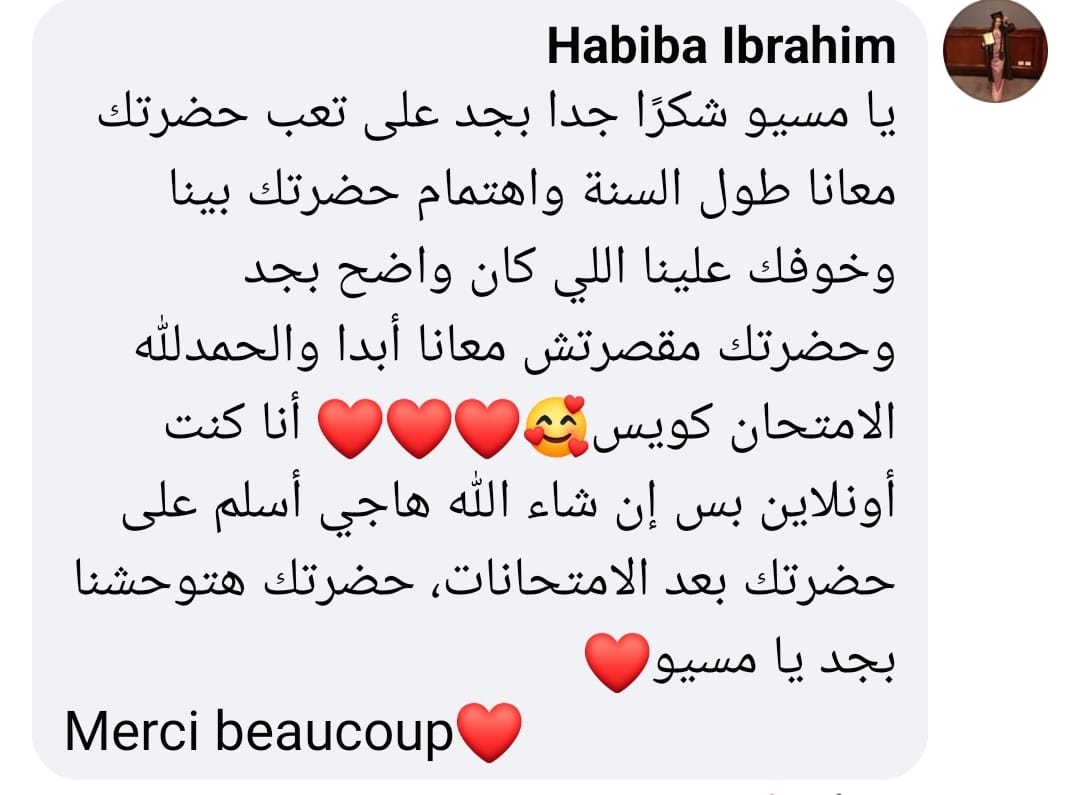 Habiba Ibrahim
يا مسيو شكرًا جدا بجد على تعب حضرتك
معانا طول السنة واهتمام حضرتك بينا
وخوفك علينا اللي كان واضح بجد
وحضرتك مقصرتش معانا أبدا والحمدلله
الامتحان كويس🥰❤️❤️❤️ أنا كنت
أونلاين بس إن شاء الله هاجي أسلم على
حضرتك بعد الامتحانات، حضرتك هتوحشنا
بجد يا مسيو❤️
Merci beaucoup❤️